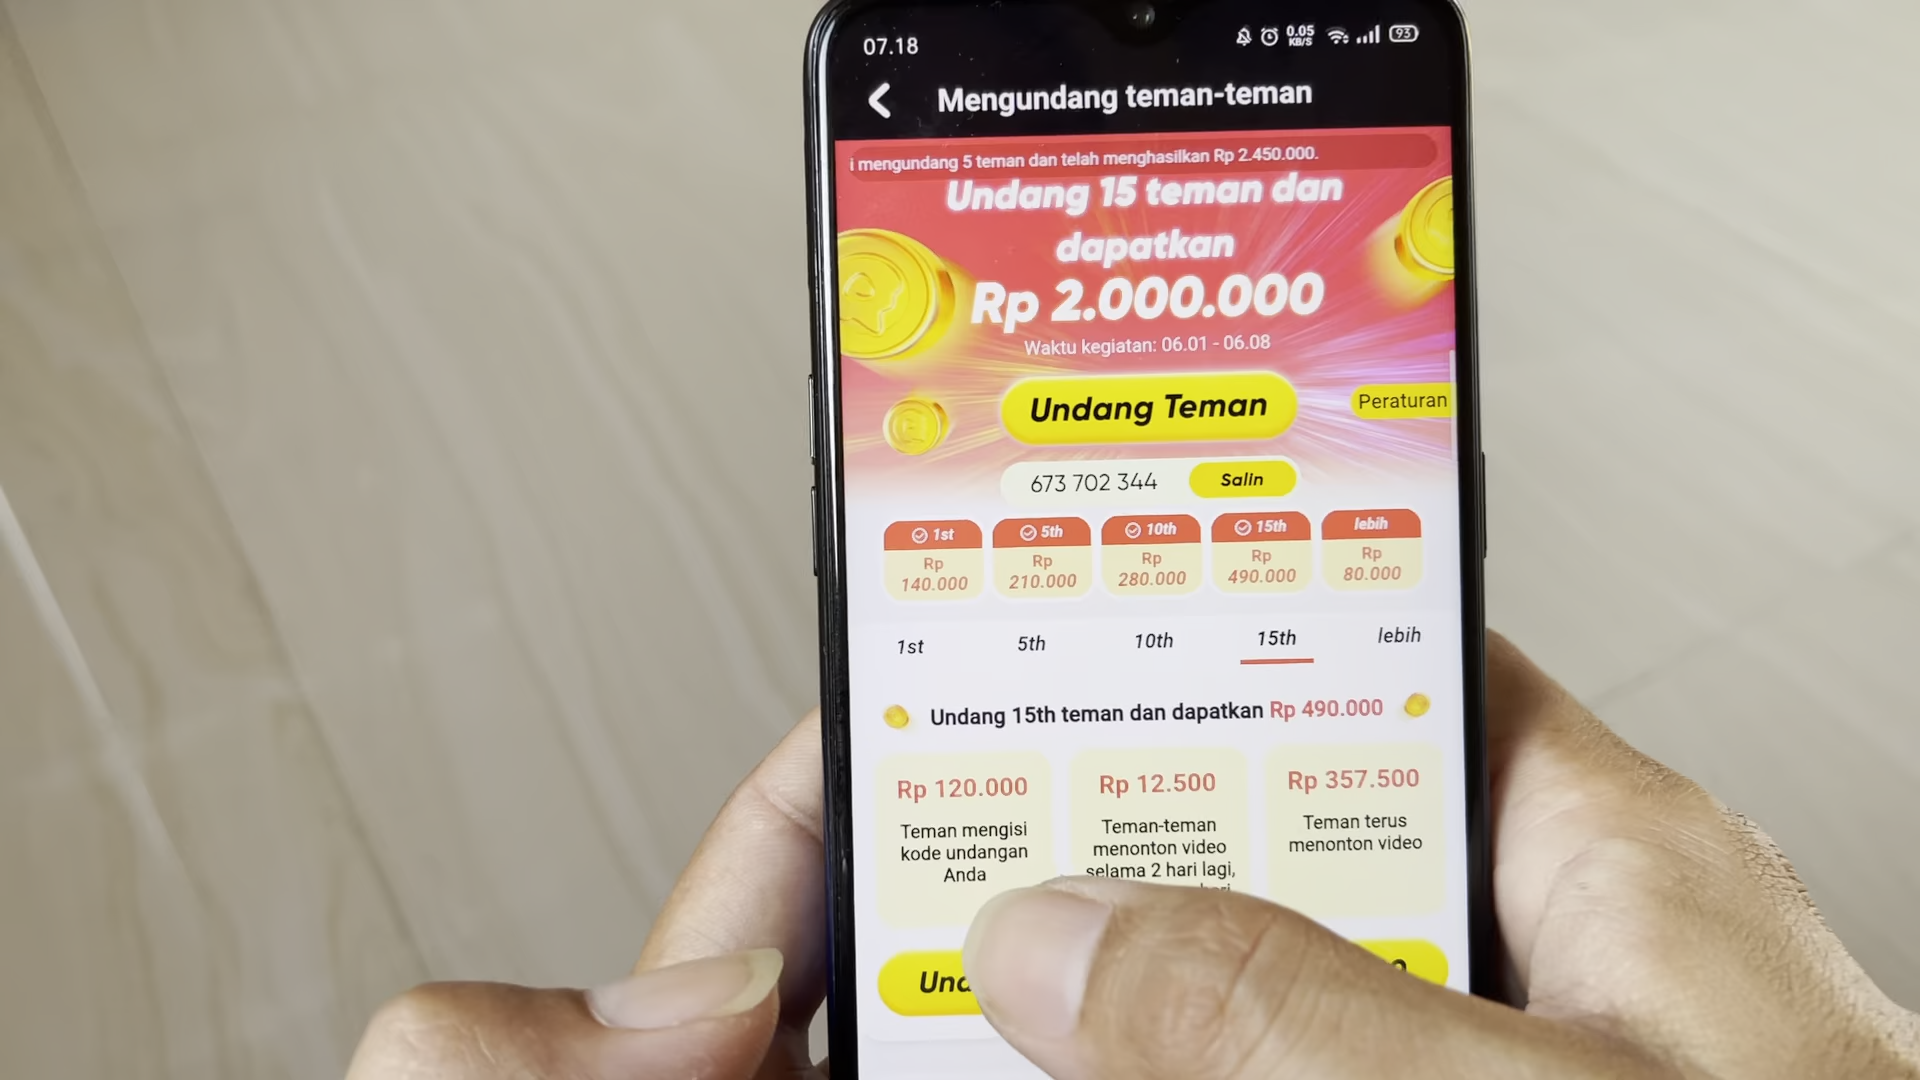 07.18
0.05
KB/S
93
Mengundang teman-teman
i mengundang 5 teman dan telah menghasilkan Rp 2.450.000.
Undang 15 teman dan
dapatkan
Rp 2.000.000
Waktu kegiatan: 06.01 - 06.08
Undang Teman
Peraturan
673 702 344
Salin
1st
5th
10th
15th
lebih
Rp
140.000
Rp
210.000
Rp
280.000
Rp
490.000
Rp
80.000
1st
5th
10th
15th
lebih
Undang 15th teman dan dapatkan Rp 490.000
Rp 120.000
Teman mengisi
kode undangan
Anda
Rp 12.500
Teman-teman
menonton video
selama 2 hari lagi,
Rp 357.500
Teman terus
menonton video